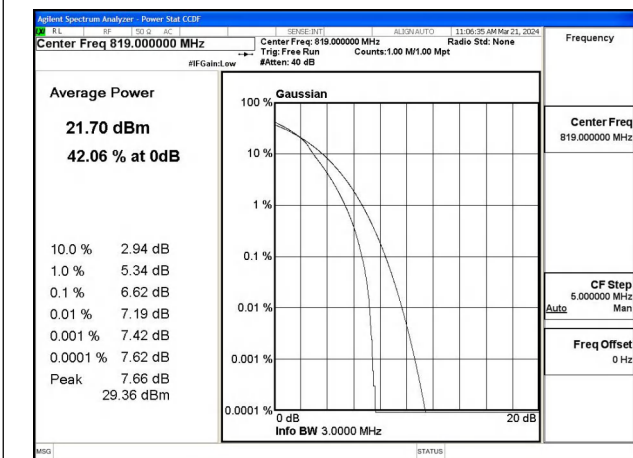 Agilent Spectrum Analyzer - Power Stat CCDF
RL RF 50 Ω AC SENSE:INT ALIGN AUTO 11:06:35 AM Mar 21, 2024
Center Freq 819.000000 MHz
Center Freq: 819.000000 MHz Radio Std: None
Trig: Free Run Counts:1.00 M/1.00 Mpt
#IFGain:Low #Atten: 40 dB
Frequency
Average Power
21.70 dBm
42.06 % at 0dB
10.0 % 2.94 dB
1.0 % 5.34 dB
0.1 % 6.62 dB
0.01 % 7.19 dB
0.001 % 7.42 dB
0.0001 % 7.62 dB
Peak 7.66 dB
29.36 dBm
Gaussian
100 %
10 %
1 %
0.1 %
0.01 %
0.001 %
0.0001 %
0 dB 20 dB
Info BW 3.0000 MHz
Center Freq
819.000000 MHz
CF Step
5.000000 MHz
Auto Man
Freq Offset
0 Hz
MSG STATUS